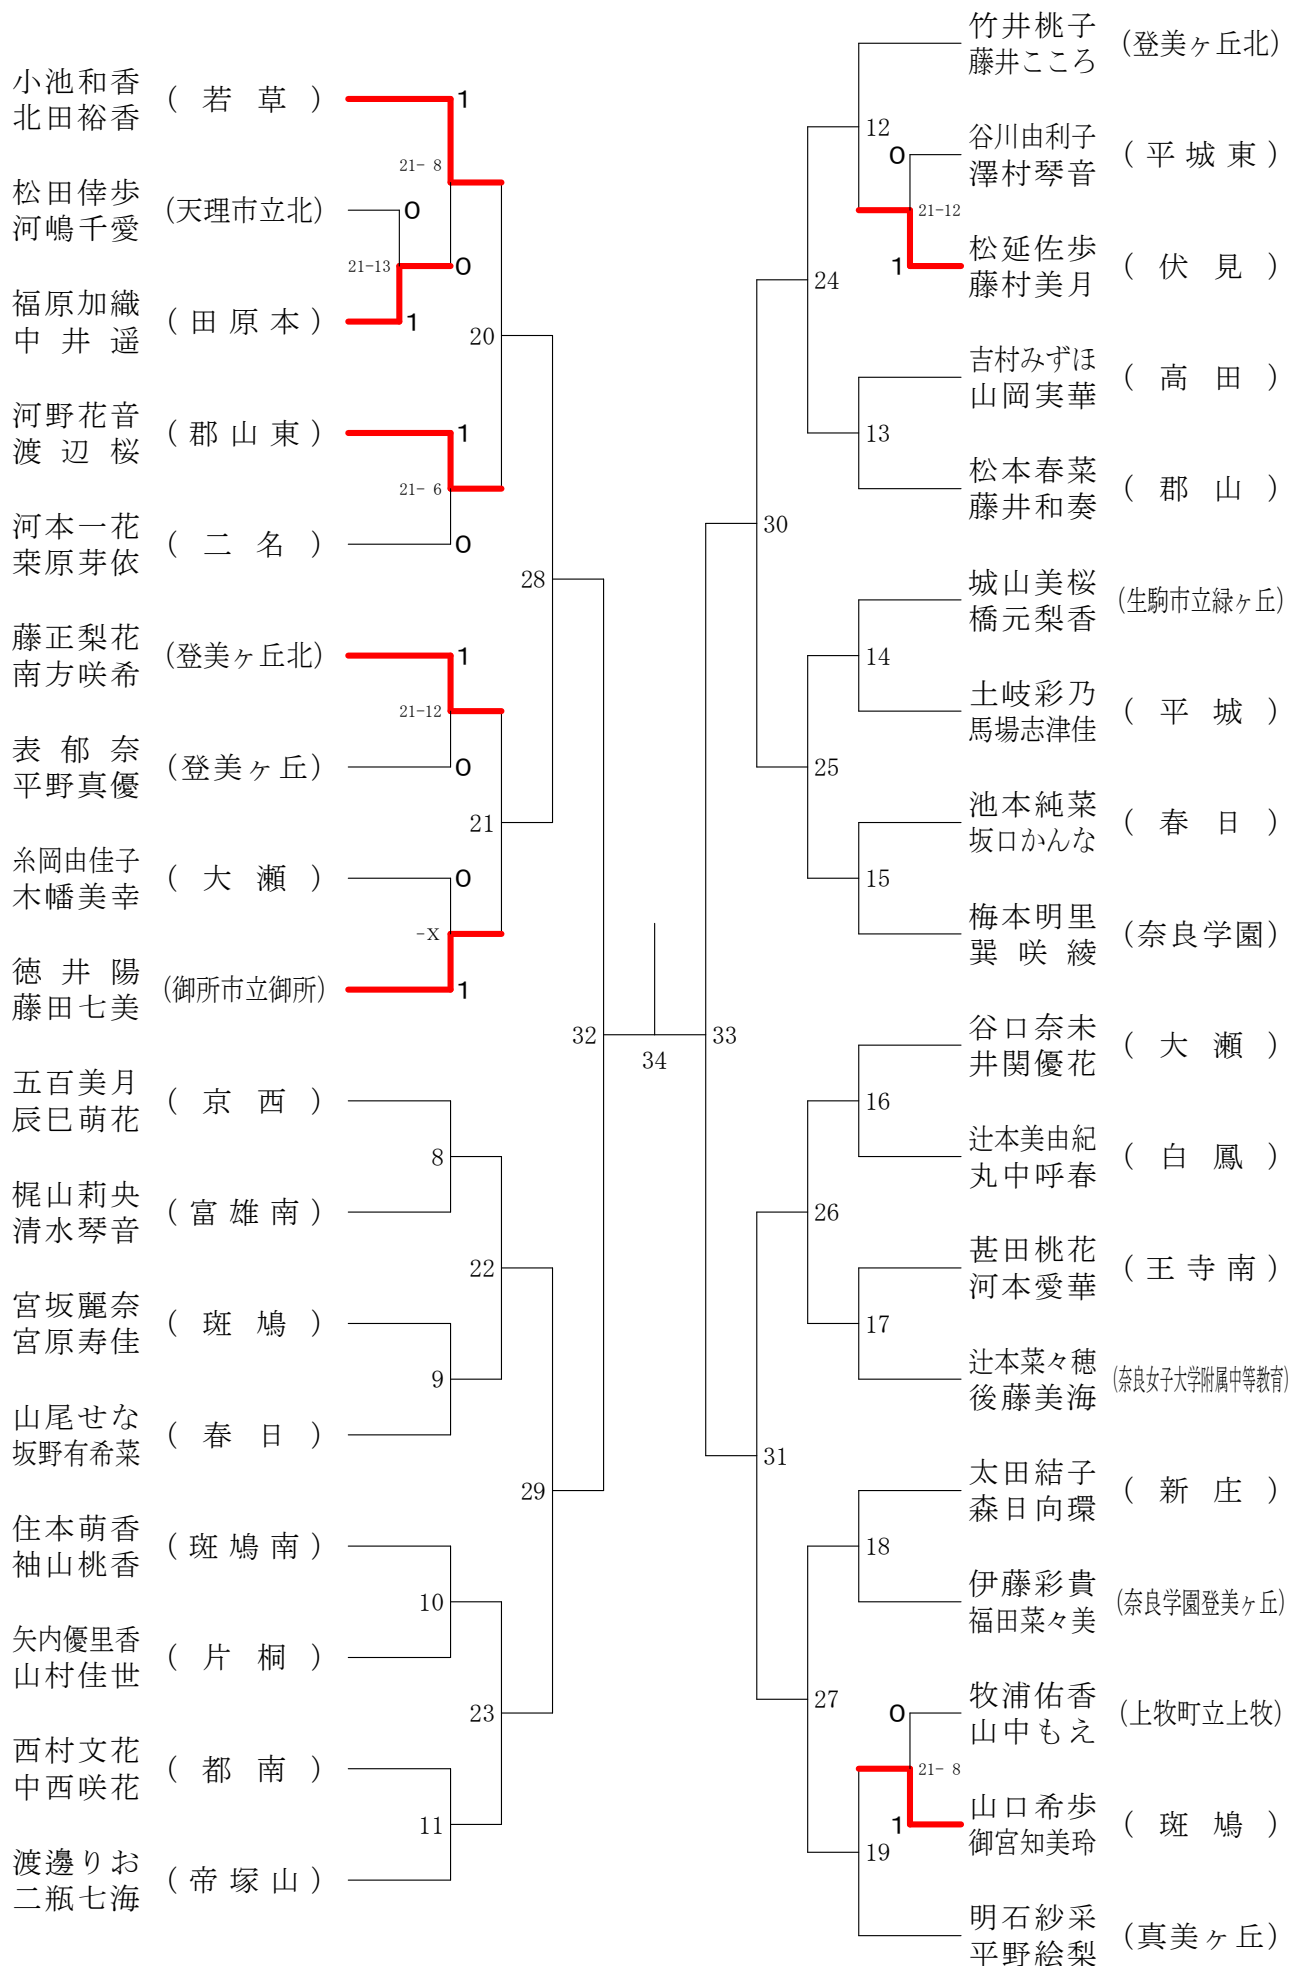 小池和香
北田裕香
( 若 草 )
1
21- 8
松田倖歩
河嶋千愛
(天理市立北)
0
21-13
0
福原加織
中 井 遥
( 田 原 本 )
1
20
河野花音
渡 辺 桜
( 郡 山 東 )
1
21- 6
河本一花
桒原芽依
( 二 名 )
0
28
藤正梨花
南方咲希
(登美ヶ丘北)
1
21-12
表 郁 奈
平野真優
(登美ヶ丘)
0
21
糸岡由佳子
木幡美幸
( 大 瀬 )
0
-X
徳 井 陽
藤田七美
(御所市立御所)
1
32
五百美月
辰巳萌花
( 京 西 )
8
梶山莉央
清水琴音
( 富 雄 南 )
22
宮坂麗奈
宮原寿佳
( 斑 鳩 )
9
山尾せな
坂野有希菜
( 春 日 )
29
住本萌香
袖山桃香
( 斑 鳩 南 )
10
矢内優里香
山村佳世
( 片 桐 )
23
西村文花
中西咲花
( 都 南 )
11
渡邊りお
二瓶七海
( 帝 塚 山 )
34
竹井桃子
藤井こころ
(登美ヶ丘北)
12
谷川由利子
澤村琴音
( 平 城 東 )
0
21-12
松延佐歩
藤村美月
( 伏 見 )
1
24
吉村みずほ
山岡実華
( 高 田 )
13
松本春菜
藤井和奏
( 郡 山 )
30
城山美桜
橋元梨香
(生駒市立緑ヶ丘)
14
土岐彩乃
馬場志津佳
( 平 城 )
25
池本純菜
坂口かんな
( 春 日 )
15
梅本明里
巽 咲 綾
(奈良学園)
33
谷口奈未
井関優花
( 大 瀬 )
16
辻本美由紀
丸中呼春
( 白 鳳 )
26
甚田桃花
河本愛華
( 王 寺 南 )
17
辻本菜々穂
後藤美海
(奈良女子大学附属中等教育)
31
太田結子
森日向環
( 新 庄 )
18
伊藤彩貴
福田菜々美
(奈良学園登美ヶ丘)
27
牧浦佑香
山中もえ
(上牧町立上牧)
0
21- 8
山口希歩
御宮知美玲
( 斑 鳩 )
1
19
明石紗采
平野絵梨
(真美ヶ丘)